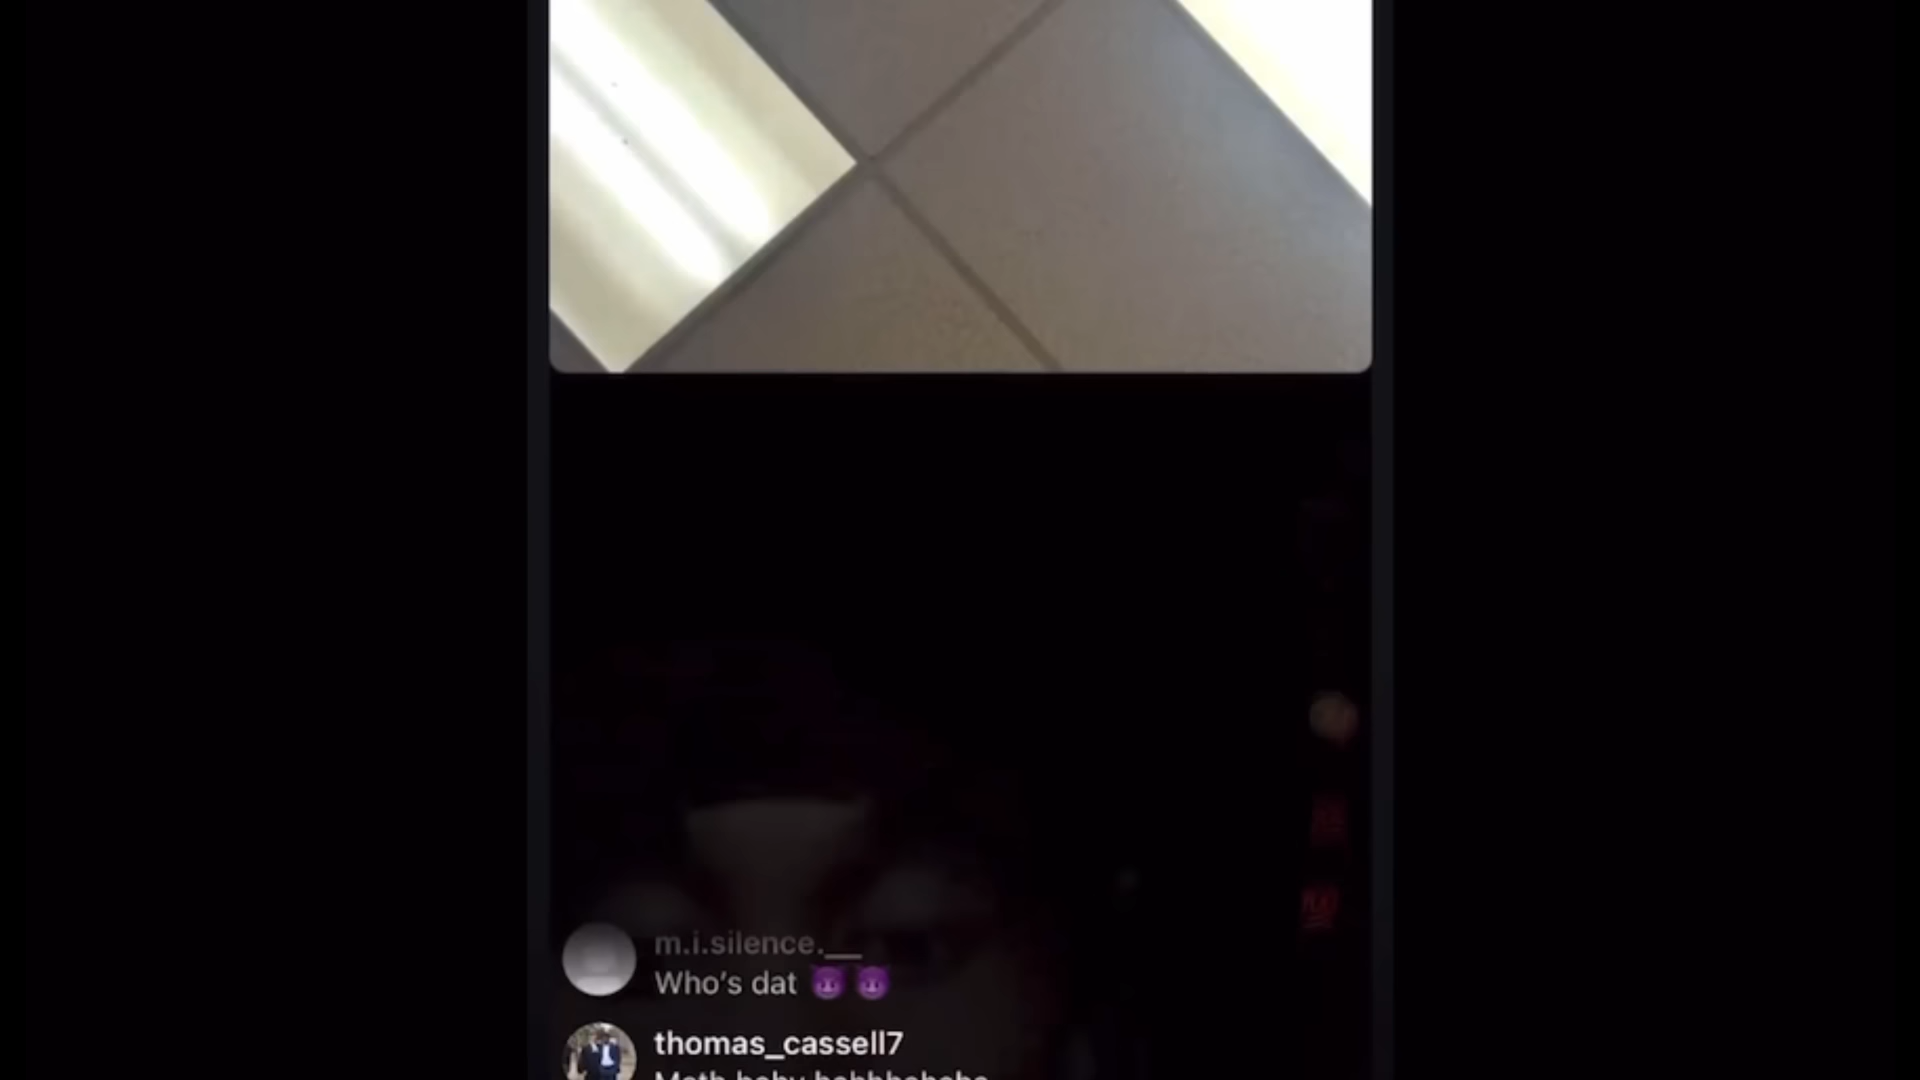 m.i.silence.__
Who's dat 😈 😈
thomas_cassell7